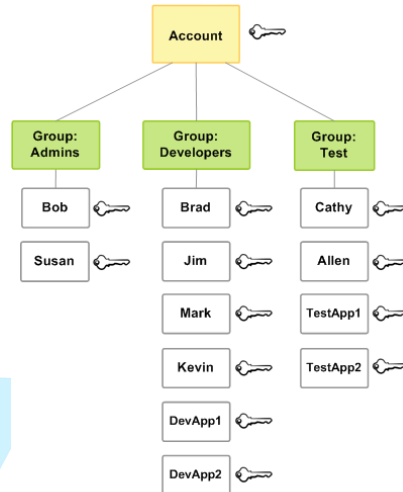 Account
Group:
Admins
Group:
Developers
Group:
Test
Bob
Brad
Cathy
Susan
Jim
Allen
Mark
TestApp1
Kevin
TestApp2
DevApp1
DevApp2